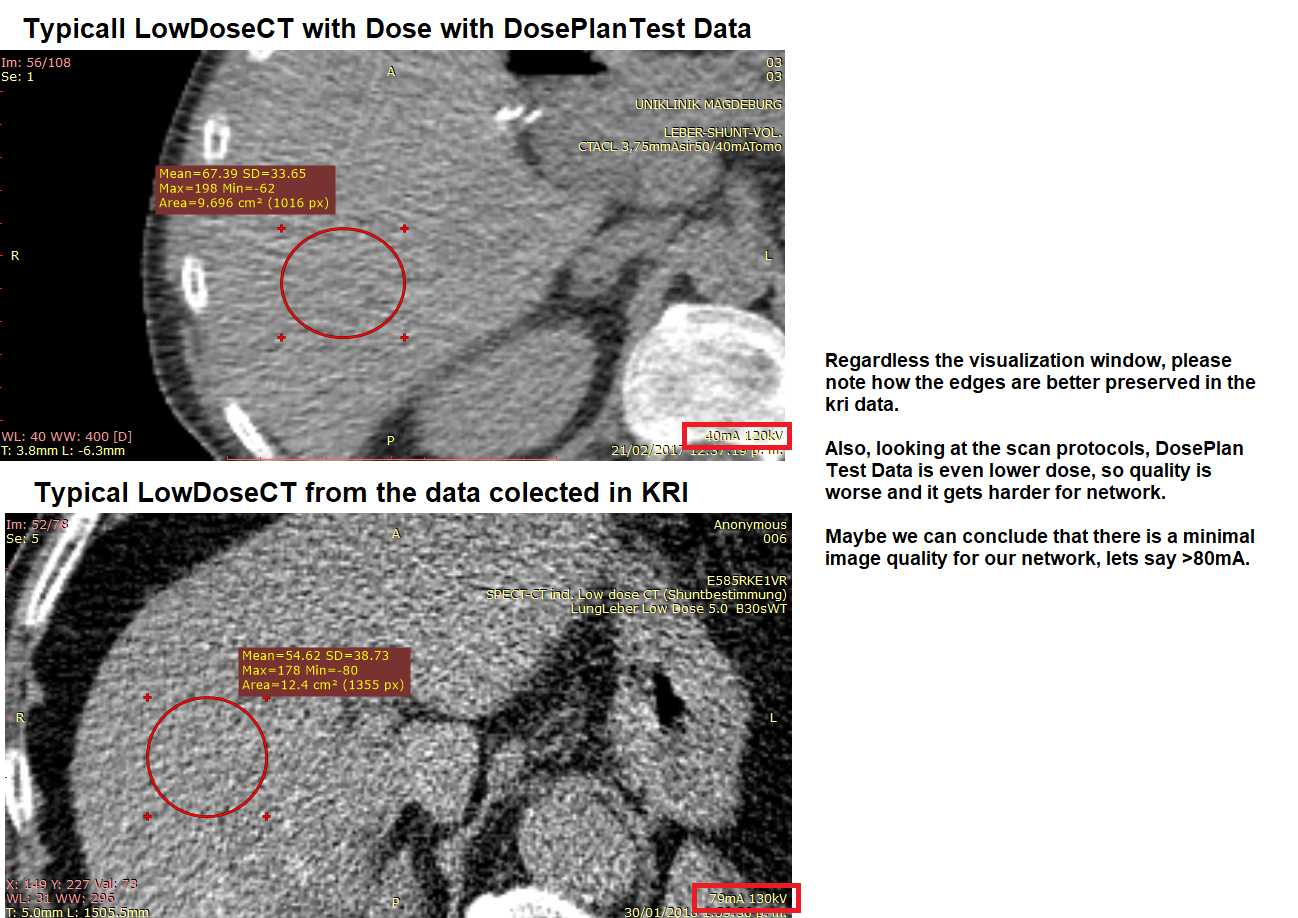 Typicall LowDoseCT with Dose with DosePlanTest Data
Im: 56/108
Se: 1
A
03
03
UNIKLINIK MAGDEBURG
LEBER-SHUNT-VOL.
CTACL 3,75mmAsir50/40mATomo
Mean=67.39 SD=33.65
Max=198 Min=-62
Area=9.696 cm² (1016 px)
R
L
P
WL: 40 WW: 400 [D]
T: 3.8mm L: -6.3mm
40mA 120kV
21/02/2017 12:37:19 p. m.
Typical LowDoseCT from the data colected in KRI
Im: 52/78
Se: 5
A
Anonymous
006
E585RKE1VR
SPECT-CT incl. Low dose CT (Shuntbestimmung)
LungLeber Low Dose 5.0 B30sWT
Mean=54.62 SD=38.73
Max=178 Min=-80
Area=12.4 cm² (1355 px)
R
L
P
X: 149 Y: 227 Val: 73
WL: 31 WW: 296
T: 5.0mm L: 1505.5mm
79mA 130kV
p. m.
Regardless the visualization window, please
note how the edges are better preserved in the
kri data.
Also, looking at the scan protocols, DosePlan
Test Data is even lower dose, so quality is
worse and it gets harder for network.
Maybe we can conclude that there is a minimal
image quality for our network, lets say >80mA.